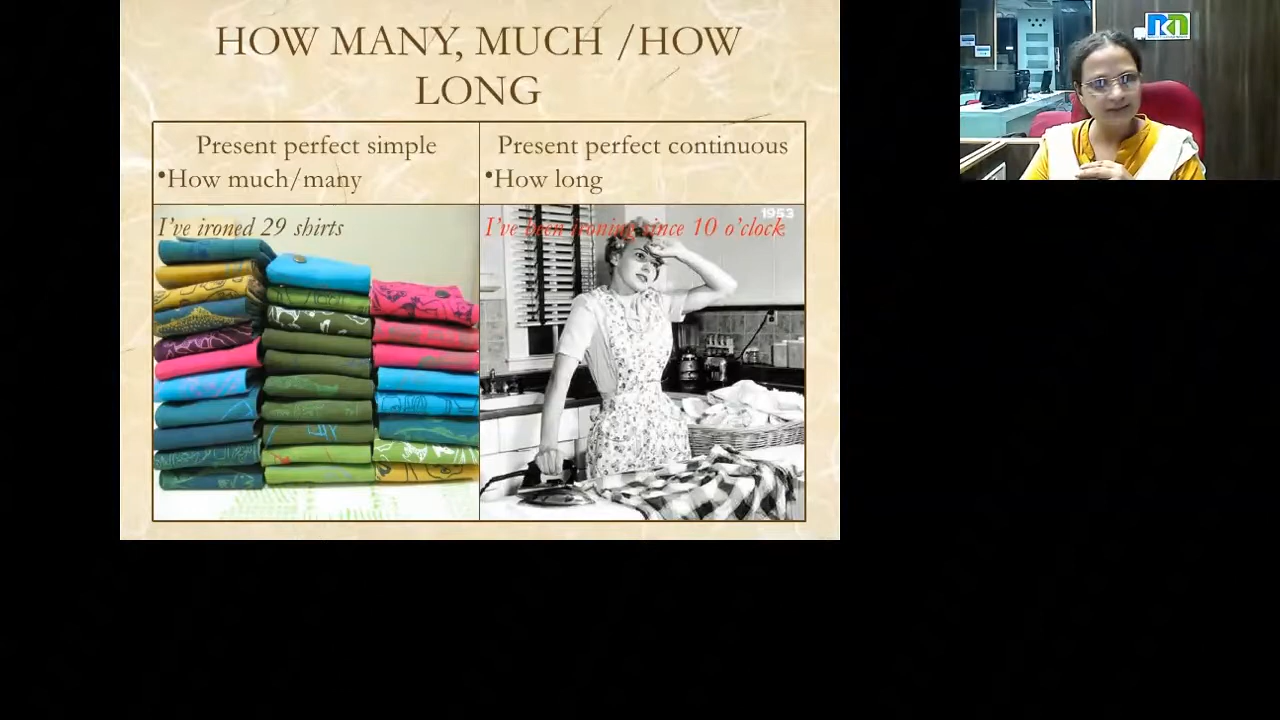 HOW MANY, MUCH /HOW
LONG
Present perfect simple
•How much/many
Present perfect continuous
•How long
I've ironed 29 shirts
I've been ironing since 10 o'clock
1953